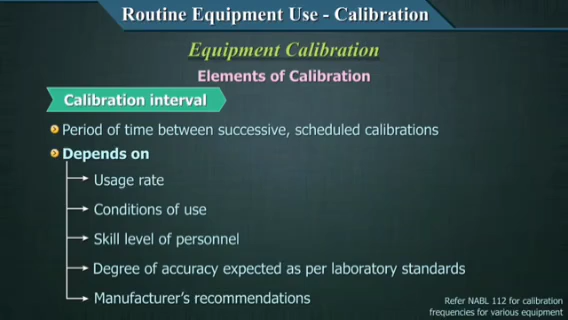 Routine Equipment Use - Calibration
Equipment Calibration
Elements of Calibration
Calibration interval
Period of time between successive, scheduled calibrations
Depends on
Usage rate
Conditions of use
Skill level of personnel
Degree of accuracy expected as per laboratory standards
Manufacturer's recommendations
Refer NABL 112 for calibration
frequencies for various equipment